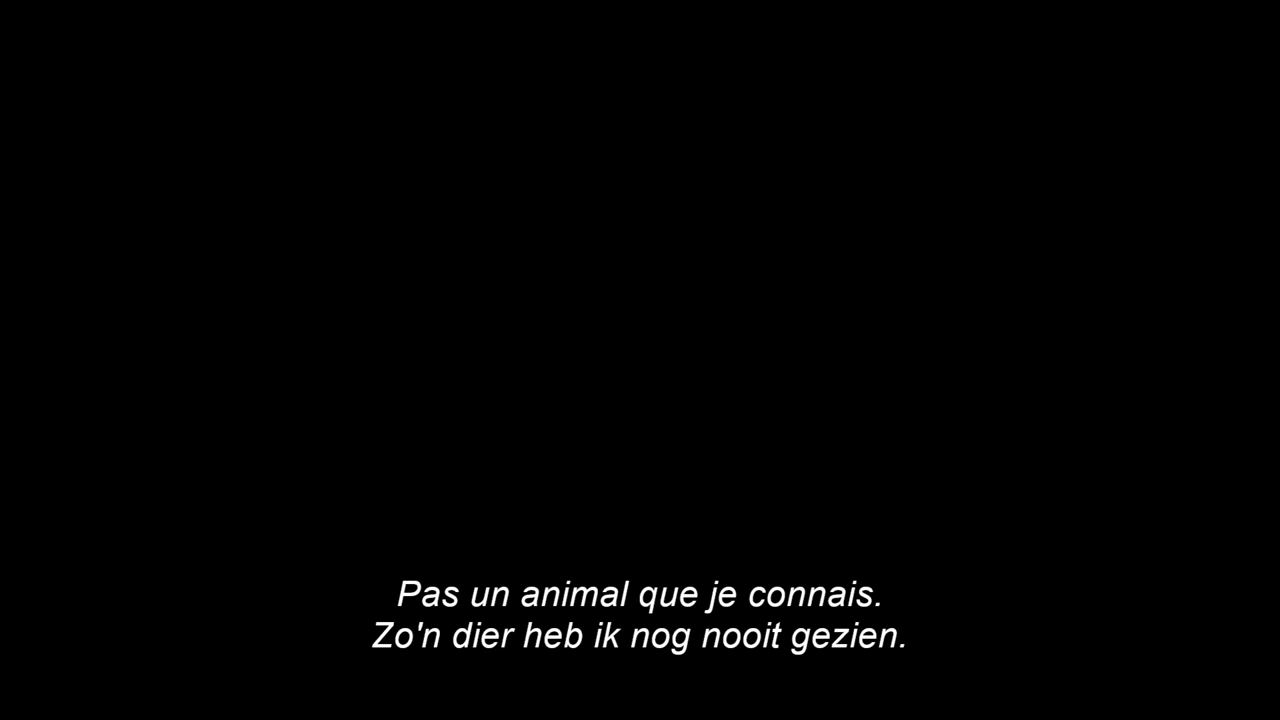 Pas un animal que je connais.
Zo'n dier heb ik nog nooit gezien.